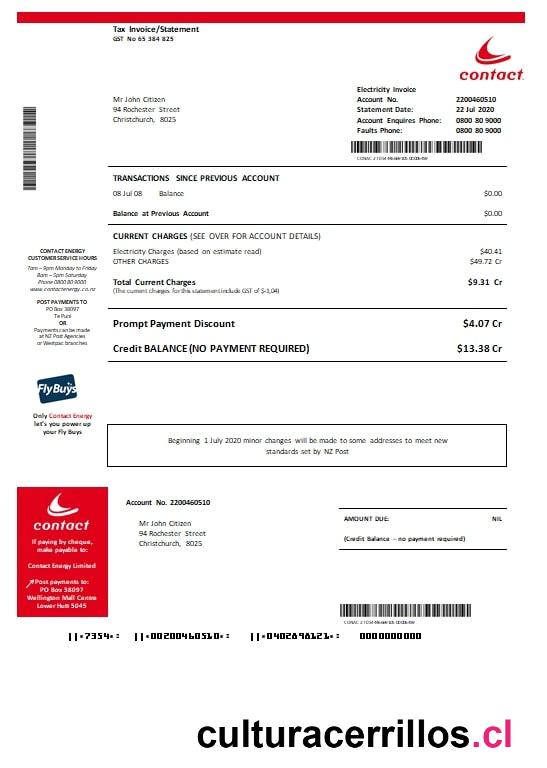 Tax Invoice/Statement
GST No 65 384 825
contact
Electricity Invoice
Account No. 2200460510
Statement Date: 22 Jul 2020
Account Enquires Phone: 0800 80 9000
Faults Phone: 0800 80 9000
Mr John Citizen
94 Rochester Street
Christchurch, 8025
TRANSACTIONS SINCE PREVIOUS ACCOUNT
08 Jul 08 Balance $0.00
Balance at Previous Account $0.00
CURRENT CHARGES (SEE OVER FOR ACCOUNT DETAILS)
Electricity Charges (based on estimate read) $40.41
OTHER CHARGES $49.72 Cr
Total Current Charges $9.31 Cr
(The current charges for this statement include GST of $-1,04)
Prompt Payment Discount $4.07 Cr
Credit BALANCE (NO PAYMENT REQUIRED) $13.38 Cr
CONTACT ENERGY
CUSTOMER SERVICE HOURS
7am – 9pm Monday to Friday
8am – 5pm Saturday
Phone 0800 80 9000
www.contactenergy.co.nz
POST PAYMENTS TO
PO Box 38097
Te Puni
OR
Payments can be made
at NZ Post Agencies
or Westpac branches
FlyBuys
Only Contact Energy
let's you power up
your Fly Buys
Beginning 1 July 2020 minor changes will be made to some addresses to meet new
standards set by NZ Post
contact
If paying by cheque,
make payable to:
Contact Energy Limited
Post payments to:
PO Box 38097
Wellington Mall Centre
Lower Hutt 5045
Account No. 2200460510
Mr John Citizen
94 Rochester Street
Christchurch, 8025
AMOUNT DUE: NIL
(Credit Balance – no payment required)
culturacerrillos.cl